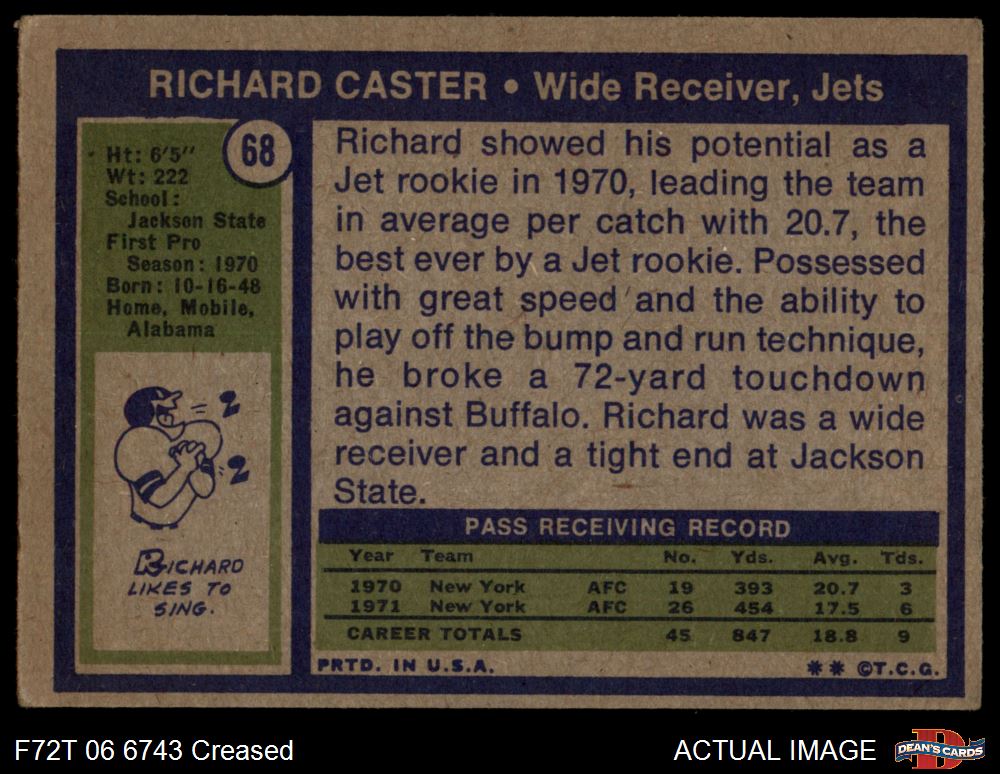 RICHARD CASTER • Wide Receiver, Jets
68
Ht: 6'5"
Wt: 222
School:
Jackson State
First Pro
Season: 1970
Born: 10-16-48
Home, Mobile,
Alabama
RICHARD
LIKES TO
SING.
Richard showed his potential as a
Jet rookie in 1970, leading the team
in average per catch with 20.7, the
best ever by a Jet rookie. Possessed
with great speed and the ability to
play off the bump and run technique,
he broke a 72-yard touchdown
against Buffalo. Richard was a wide
receiver and a tight end at Jackson
State.
PASS RECEIVING RECORD
Year Team No. Yds. Avg. Tds.
1970 New York AFC 19 393 20.7 3
1971 New York AFC 26 454 17.5 6
CAREER TOTALS 45 847 18.8 9
PRTD. IN U.S.A. ** ©T.C.G.
F72T 06 6743 Creased ACTUAL IMAGE DEAN'S CARDS